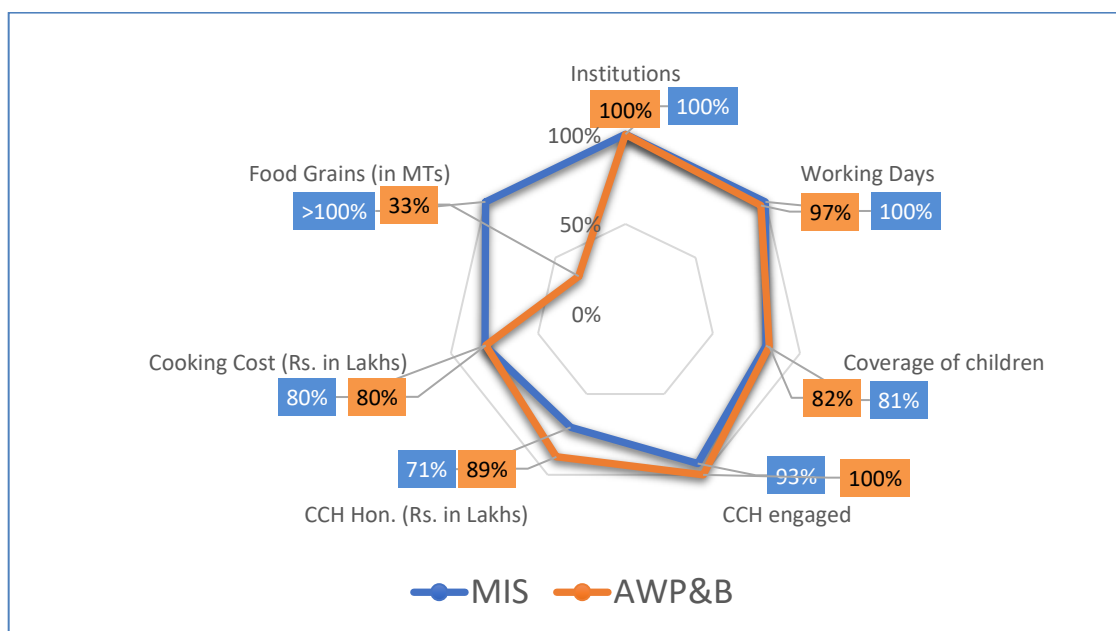 Institutions
100% 100%
100%
Food Grains (in MTs)
>100% 33%
Working Days
97% 100%
50%
0%
Cooking Cost (Rs. in Lakhs)
80% 80%
Coverage of children
82% 81%
71% 89%
CCH Hon. (Rs. in Lakhs)
93% 100%
CCH engaged
MIS AWP&B